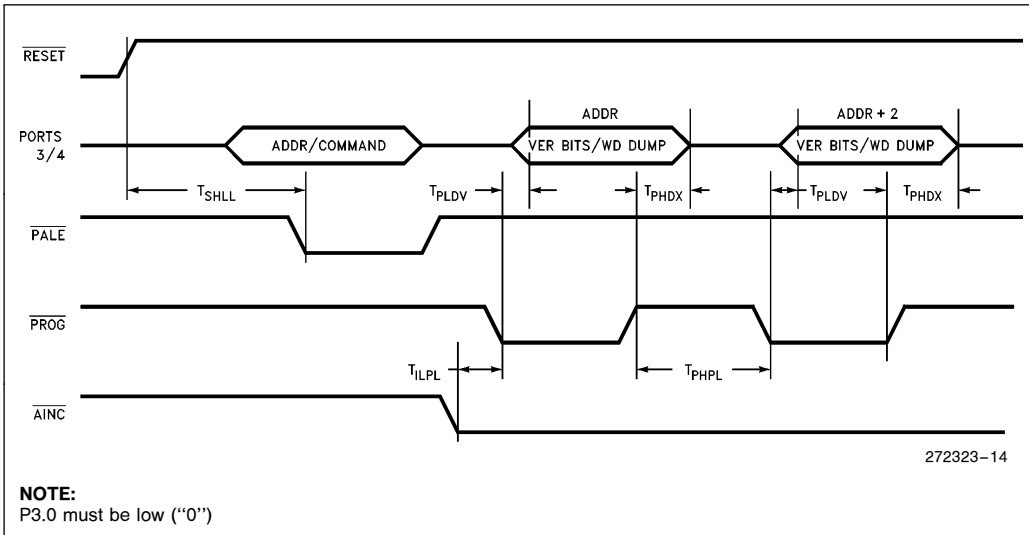 RESET
ADDR
ADDR + 2
PORTS
3/4
ADDR/COMMAND
VER BITS/WD DUMP
VER BITS/WD DUMP
TSHLL
TPLDV
TPHDX
TPLDV
TPHDX
PALE
PROG
TILPL
TPHPL
AINC
272323–14
NOTE:
P3.0 must be low (‘‘0’’)